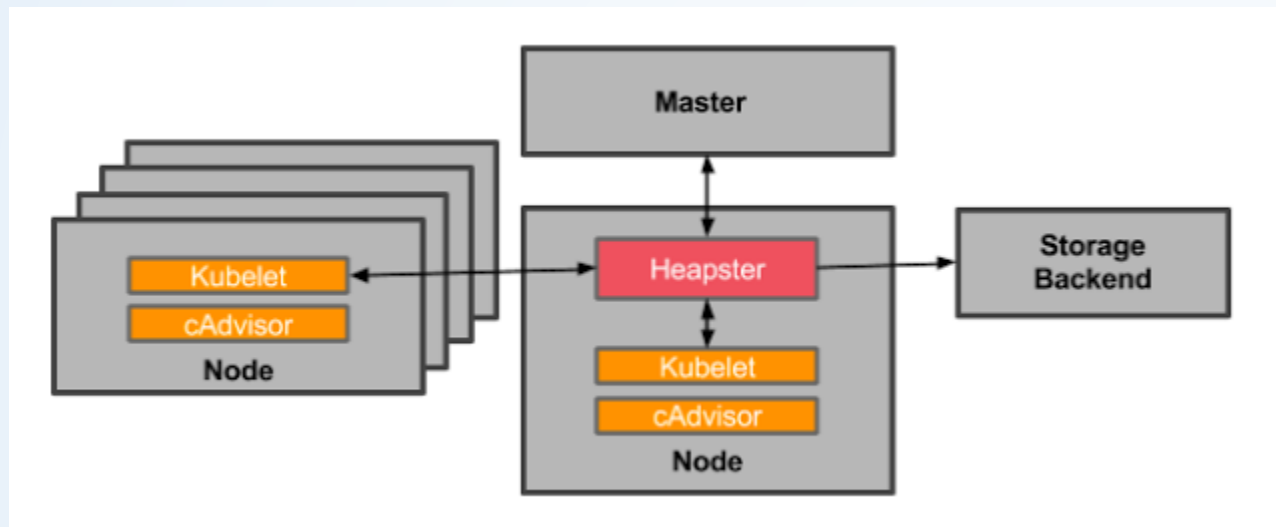 Master
Kubelet
cAdvisor
Node
Heapster
Kubelet
cAdvisor
Node
Storage
Backend